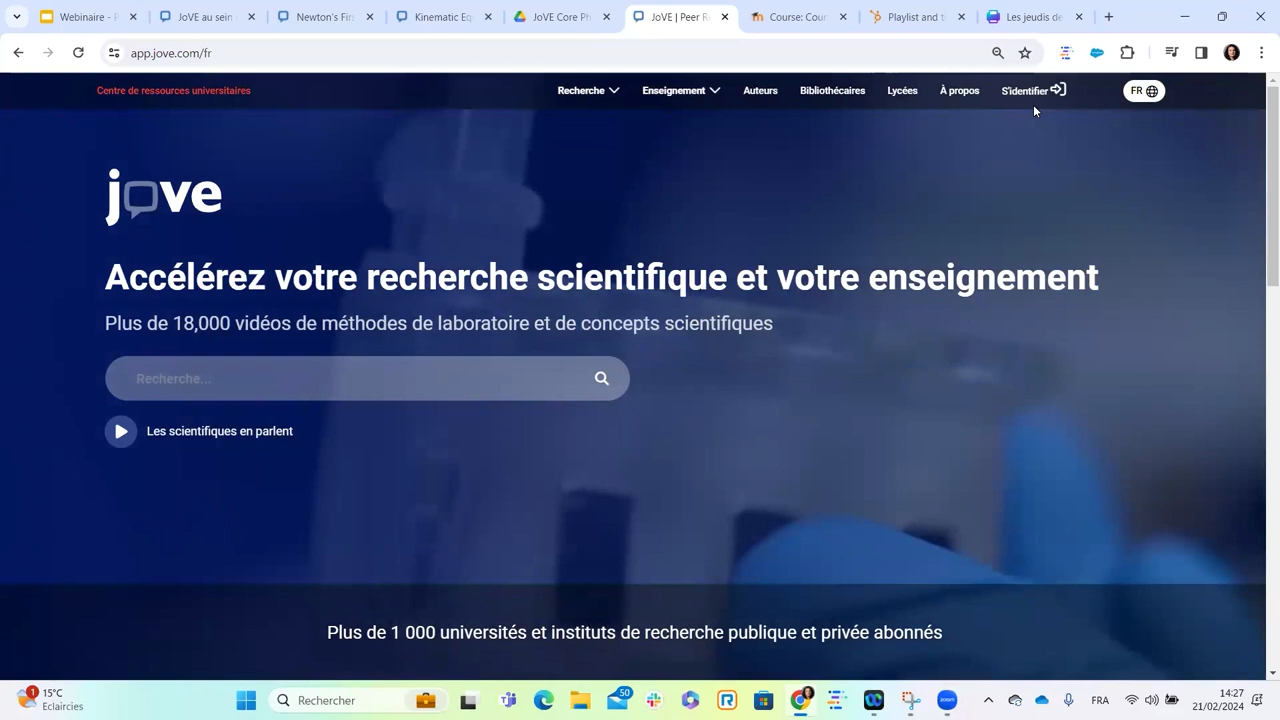 Webinaire - P
JoVE au sein
Newton's Firs
Kinematic Eq
JoVE Core Ph
JoVE | Peer R
Course: Cour
Playlist and t
Les jeudis de
app.jove.com/fr
Centre de ressources universitaires
Recherche
Enseignement
Auteurs
Bibliothécaires
Lycées
À propos
S'identifier
FR
jove
Accélérez votre recherche scientifique et votre enseignement
Plus de 18,000 vidéos de méthodes de laboratoire et de concepts scientifiques
Recherche...
Les scientifiques en parlent
Plus de 1 000 universités et instituts de recherche publique et privée abonnés
1
15°C
Eclaircies
Rechercher
50
R
zoom
FRA
14:27
21/02/2024